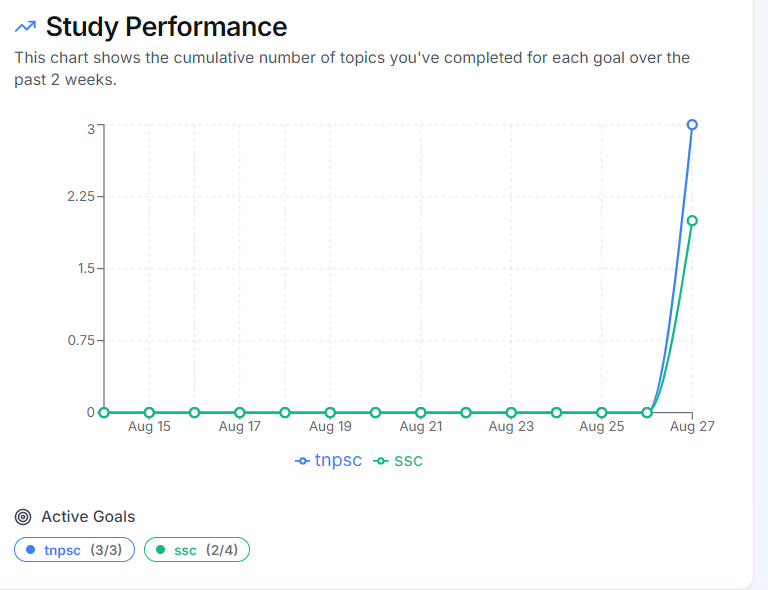 Study Performance
This chart shows the cumulative number of topics you've completed for each goal over the
past 2 weeks.
3
2.25
1.5
0.75
0
Aug 15 Aug 17 Aug 19 Aug 21 Aug 23 Aug 25 Aug 27
tnpsc ssc
Active Goals
tnpsc (3/3) ssc (2/4)